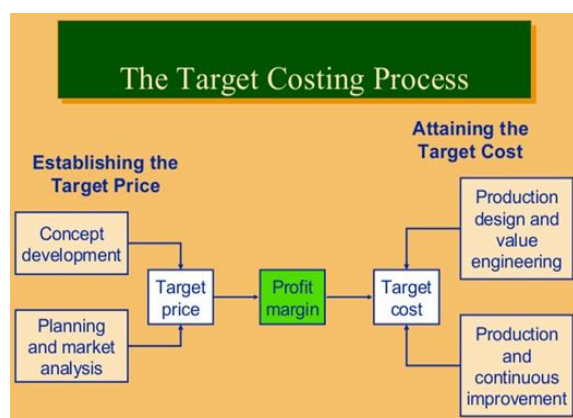 The Target Costing Process
Establishing the
Target Price
Attaining the
Target Cost
Concept
development
Planning
and market
analysis
Target
price
Profit
margin
Target
cost
Production
design and
value
engineering
Production
and
continuous
improvement